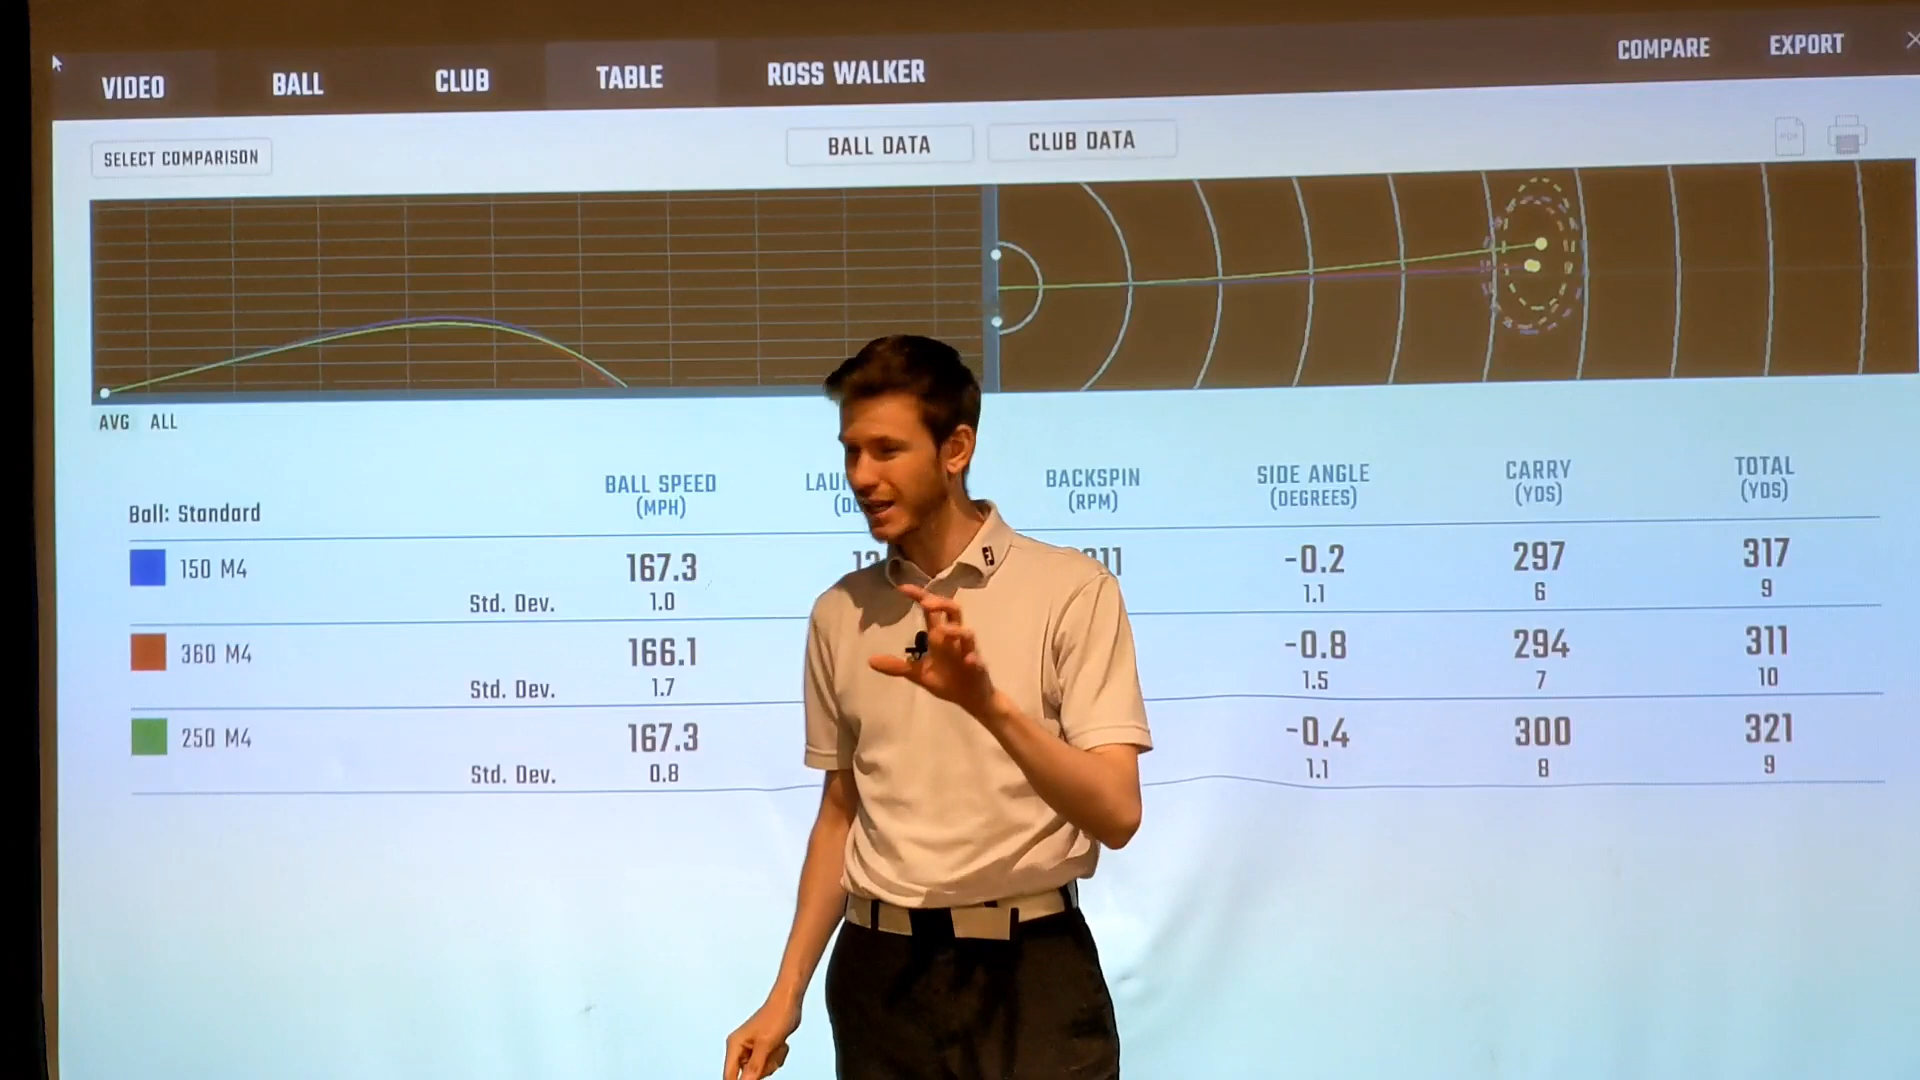 VIDEO BALL CLUB TABLE ROSS WALKER COMPARE EXPORT
SELECT COMPARISON BALL DATA CLUB DATA
AVG ALL
BALL SPEED BACKSPIN SIDE ANGLE CARRY TOTAL
(MPH) (RPM) (DEGREES) (YDS) (YDS)
Ball: Standard
150 M4 167.3 -0.2 297 317
Std. Dev. 1.0 1.1 6 9
360 M4 166.1 -0.8 294 311
Std. Dev. 1.7 1.5 7 10
250 M4 167.3 -0.4 300 321
Std. Dev. 0.8 1.1 8 9